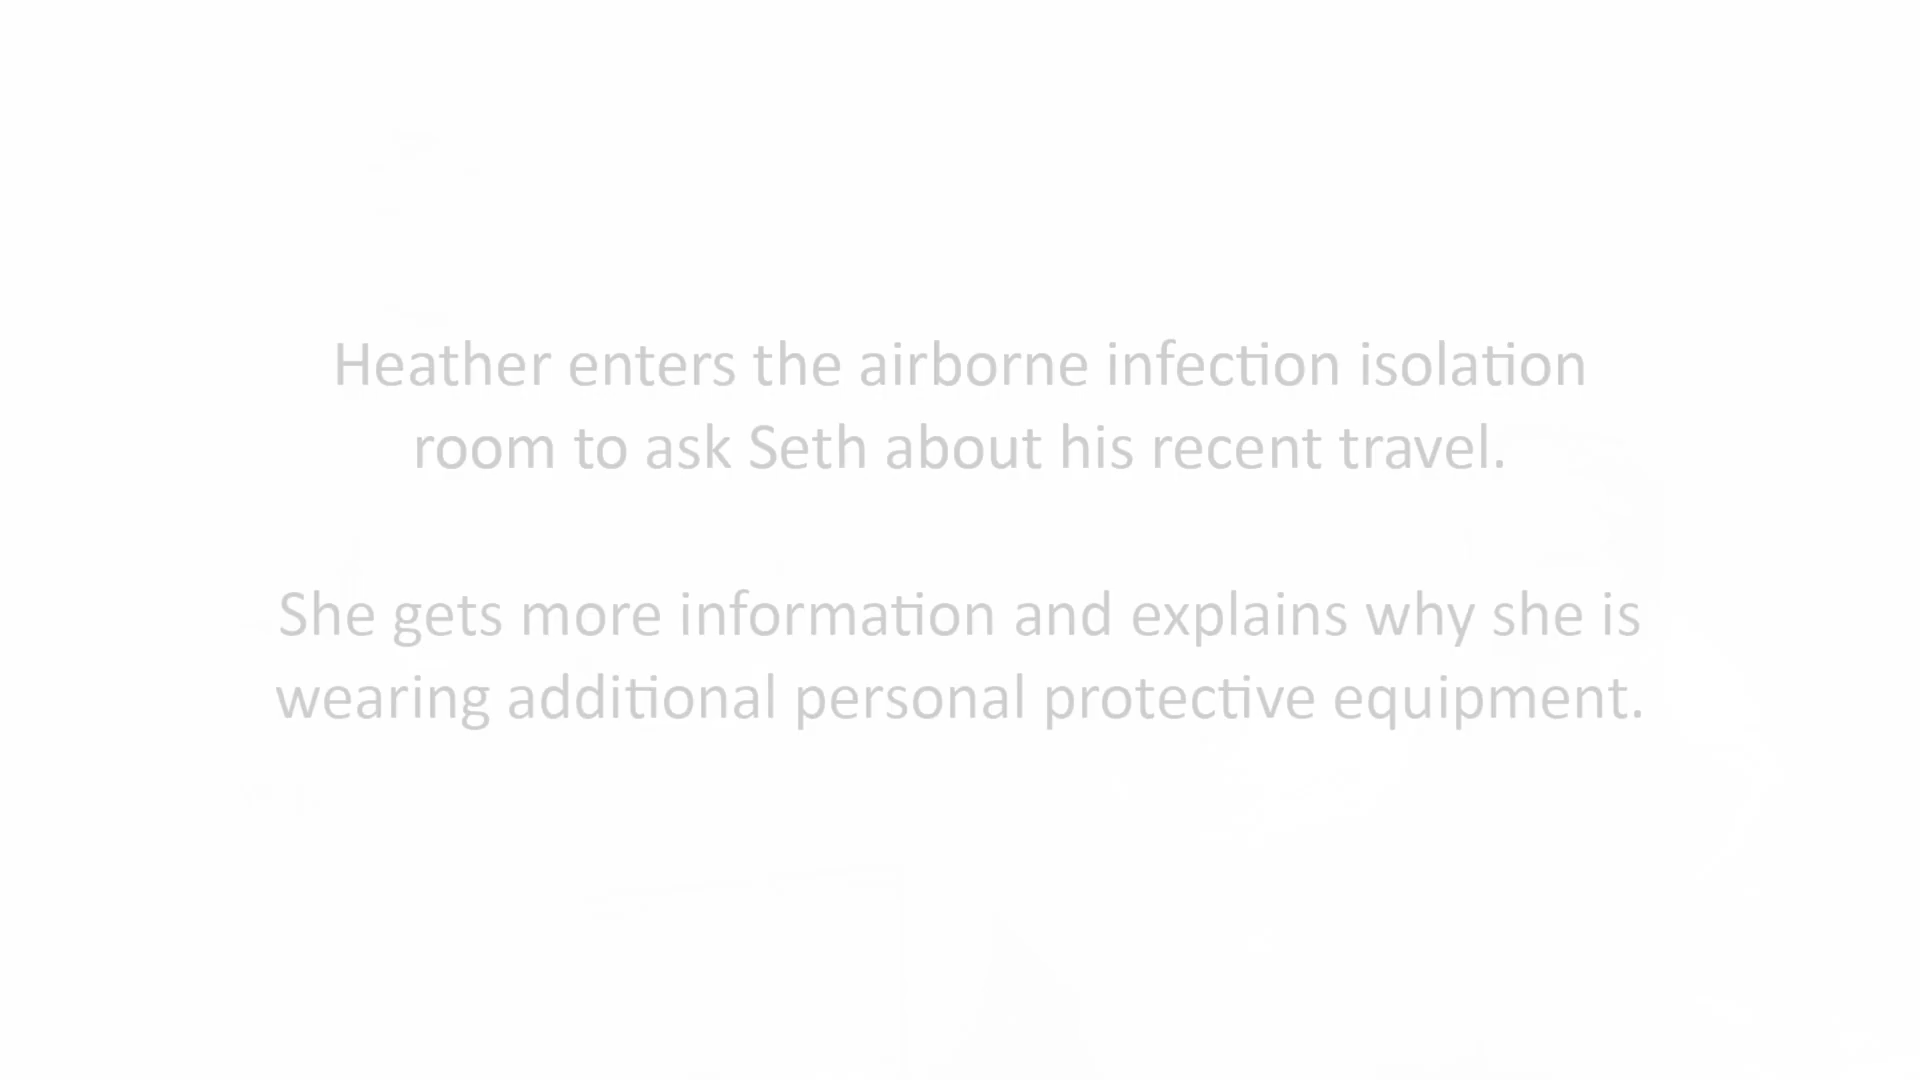 Heather enters the airborne infection isolation
room to ask Seth about his recent travel.
She gets more information and explains why she is
wearing additional personal protective equipment.